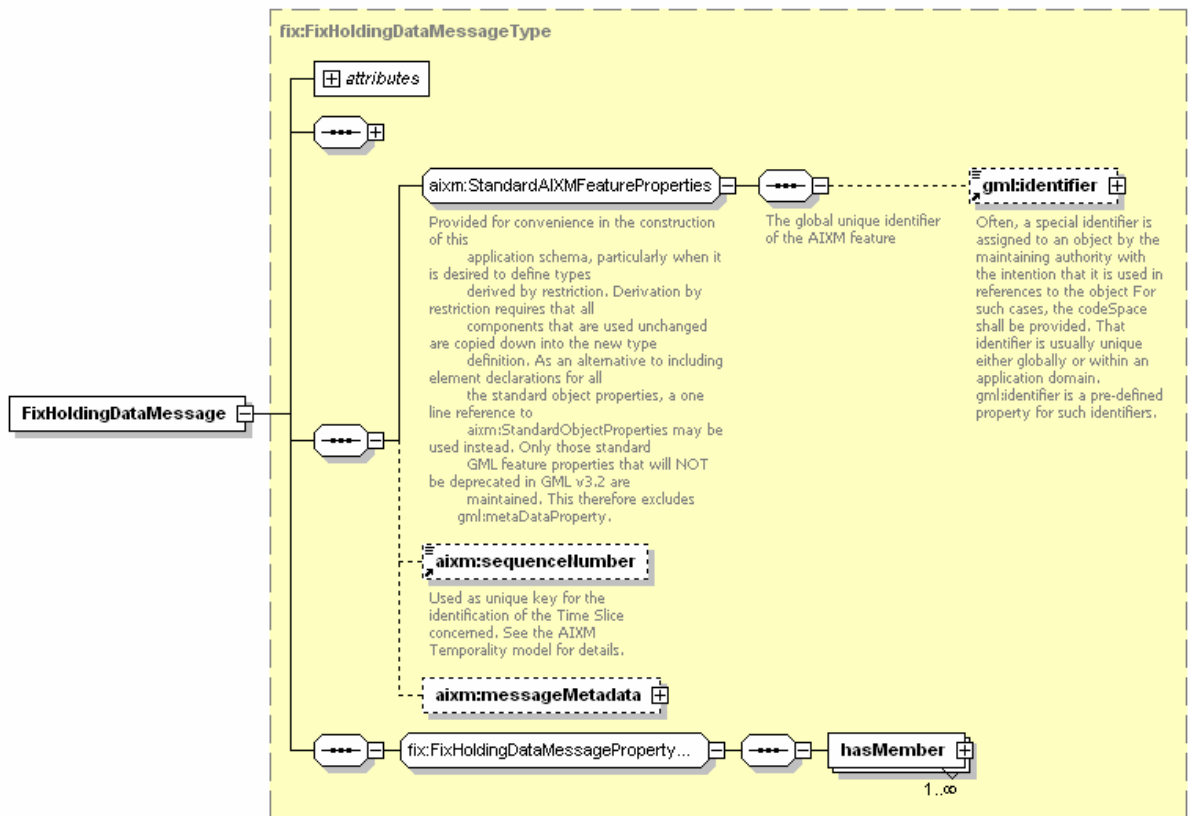 fix:FixHoldingDataMessageType
attributes
aixm:StandardAIXMFeatureProperties
Provided for convenience in the construction
of this
application schema, particularly when it
is desired to define types
derived by restriction. Derivation by
restriction requires that all
components that are used unchanged
are copied down into the new type
definition. As an alternative to including
element declarations for all
the standard object properties, a one
line reference to
aixm:StandardObjectProperties may be
used instead. Only those standard
GML feature properties that will NOT
be deprecated in GML v3.2 are
maintained. This therefore excludes
gml:metaDataProperty.
The global unique identifier
of the AIXM feature
gml:identifier
Often, a special identifier is
assigned to an object by the
maintaining authority with
the intention that it is used in
references to the object For
such cases, the codeSpace
shall be provided. That
identifier is usually unique
either globally or within an
application domain.
gml:identifier is a pre-defined
property for such identifiers.
FixHoldingDataMessage
aixm:sequenceNumber
Used as unique key for the
identification of the Time Slice
concerned. See the AIXM
Temporality model for details.
aixm:messageMetadata
fix:FixHoldingDataMessageProperty...
hasMember
1..∞